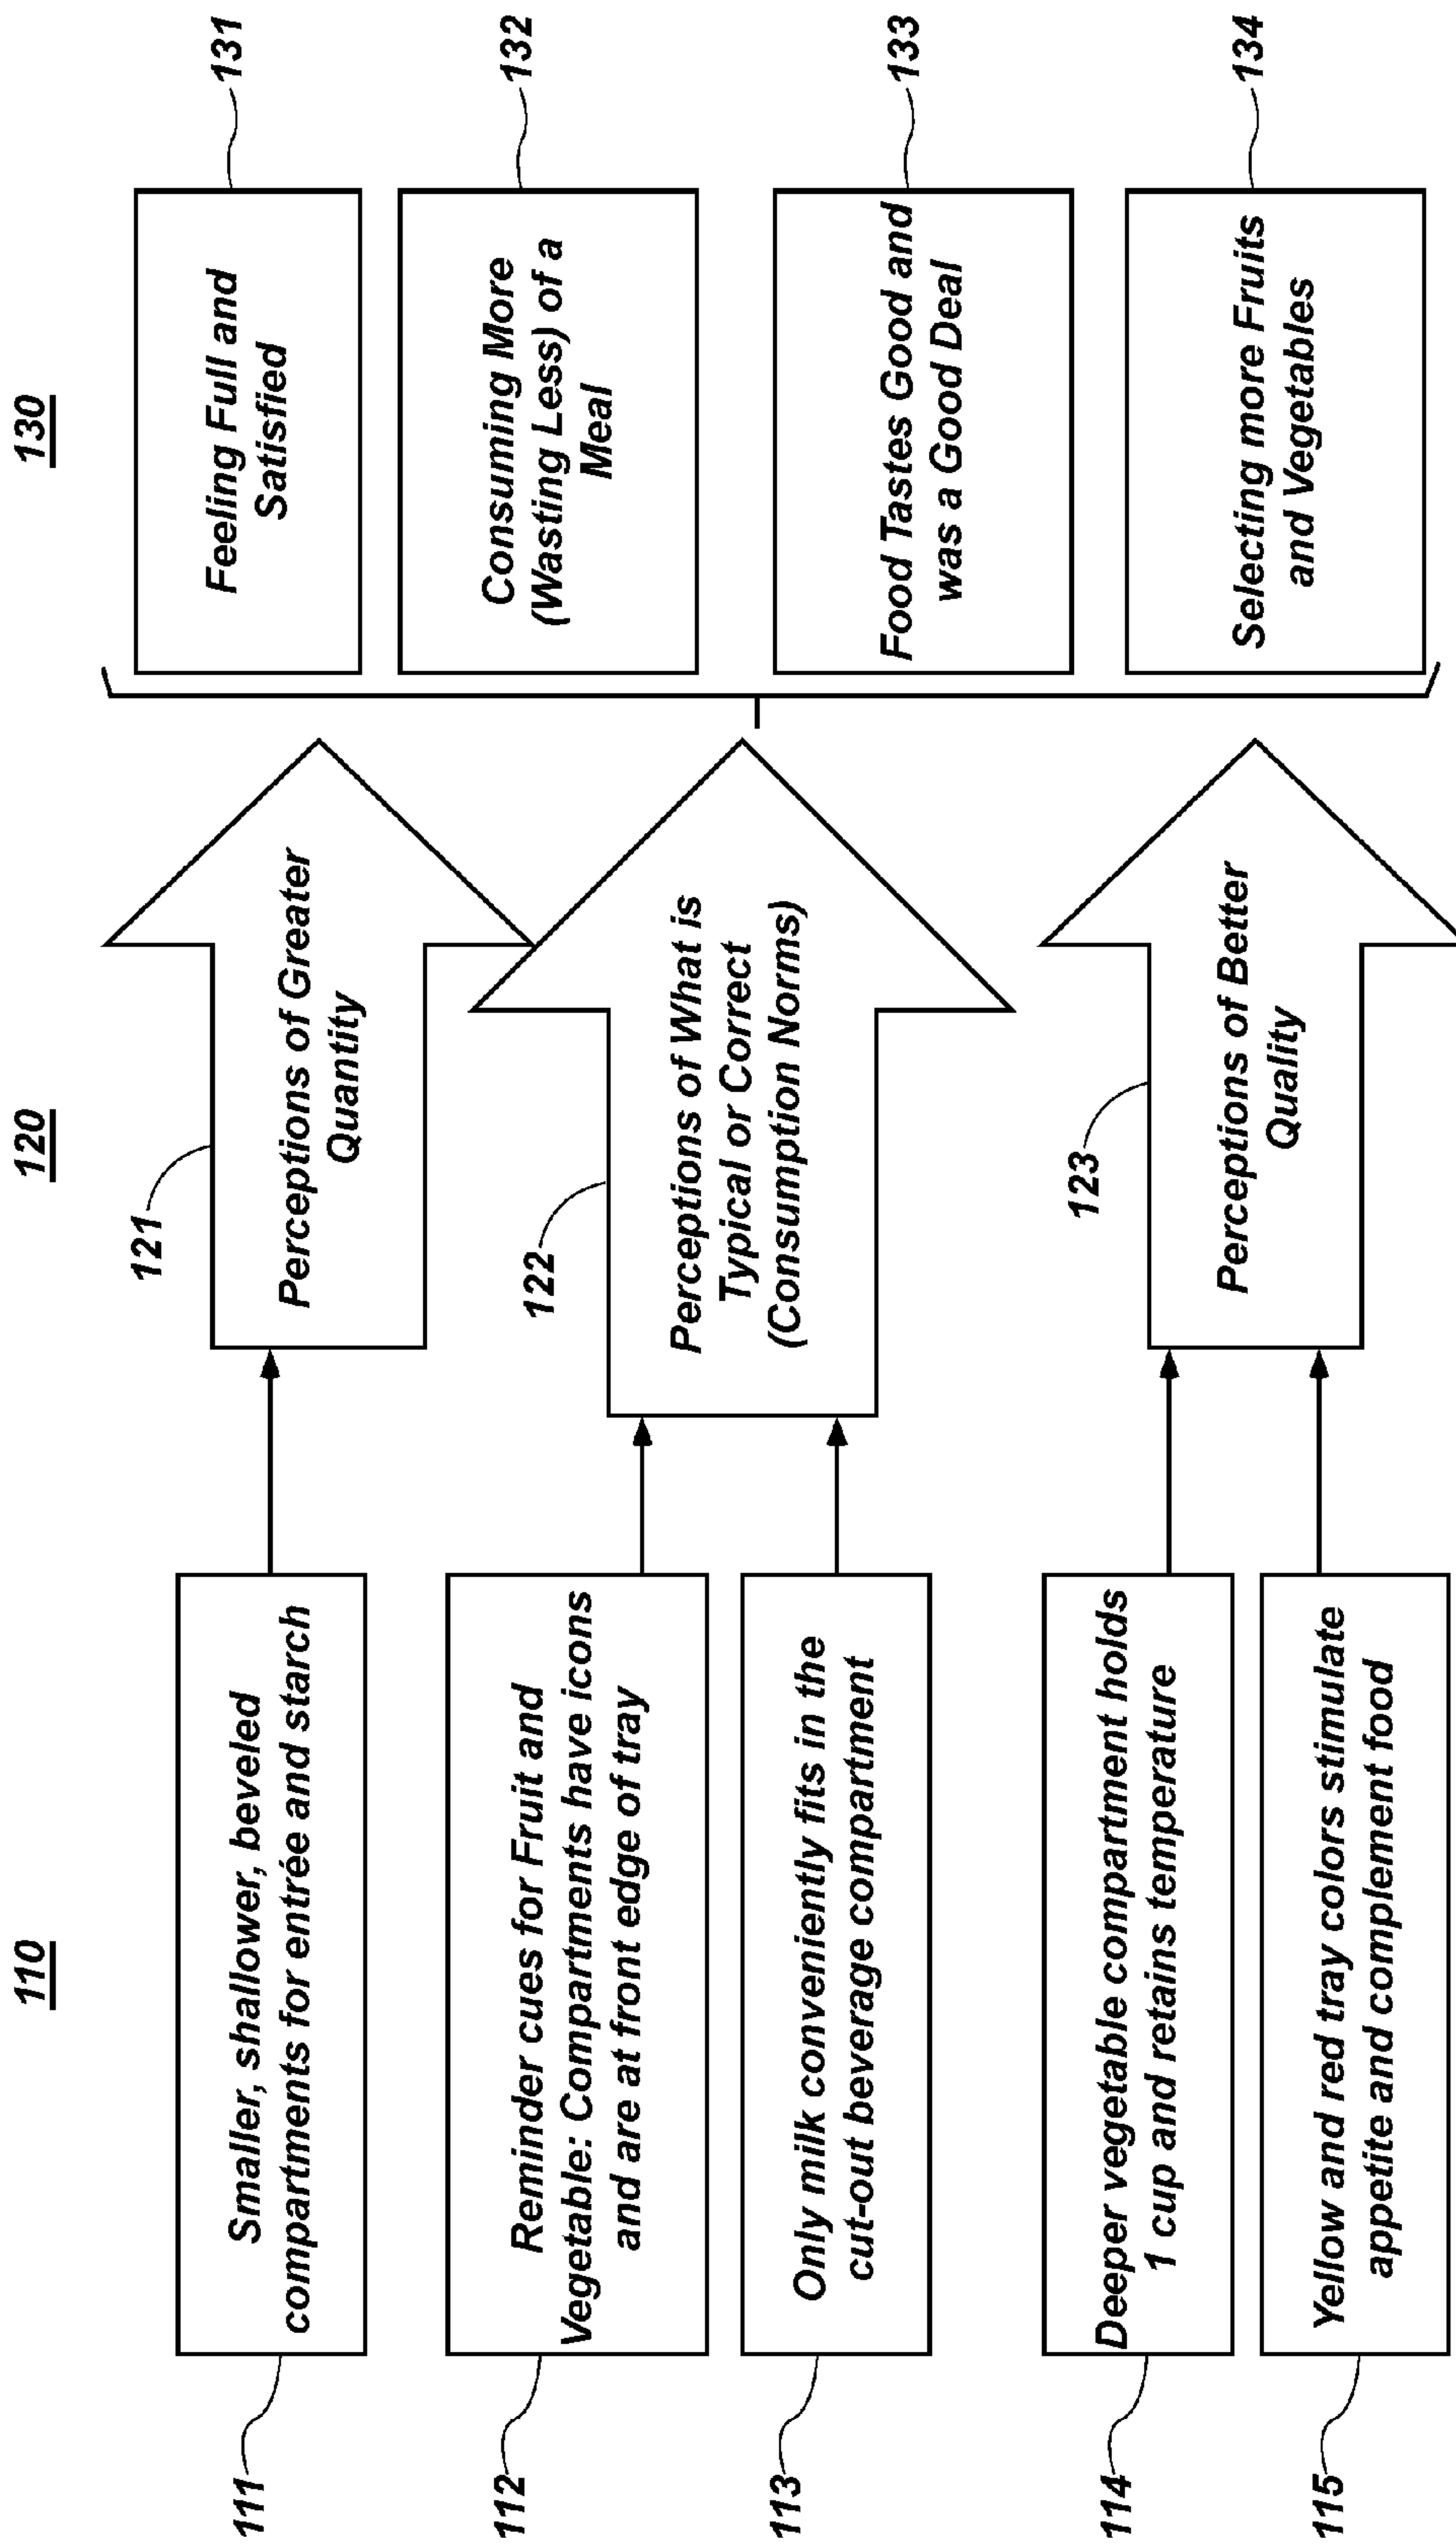 110
120
130
111
Smaller, shallower, beveled
compartments for entrée and starch
112
Reminder cues for Fruit and
Vegetable: Compartments have icons
and are at front edge of tray
113
Only milk conveniently fits in the
cut-out beverage compartment
114
Deeper vegetable compartment holds
1 cup and retains temperature
115
Yellow and red tray colors stimulate
appetite and complement food
121
Perceptions of Greater
Quantity
122
Perceptions of What is
Typical or Correct
(Consumption Norms)
123
Perceptions of Better
Quality
Feeling Full and
Satisfied
131
Consuming More
(Wasting Less) of a
Meal
132
Food Tastes Good and
was a Good Deal
133
Selecting more Fruits
and Vegetables
134